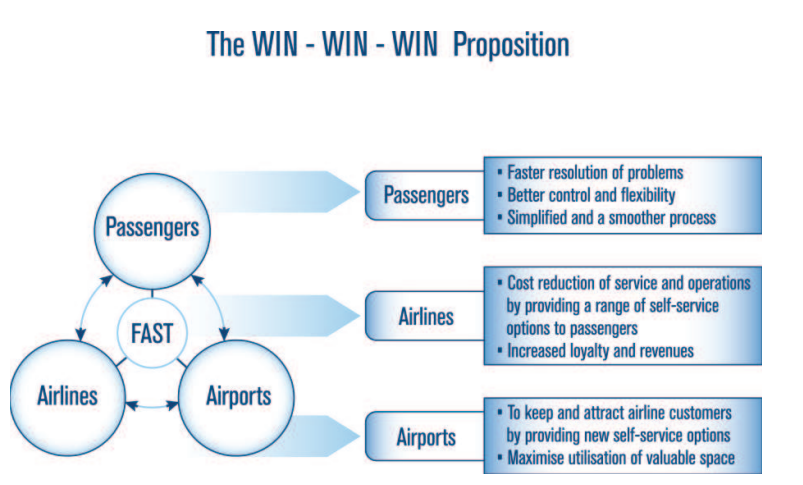 The WIN - WIN - WIN Proposition
Passengers
FAST
Airlines
Airports
Passengers
▪ Faster resolution of problems
▪ Better control and flexibility
▪ Simplified and a smoother process
Airlines
▪ Cost reduction of service and operations
by providing a range of self-service
options to passengers
▪ Increased loyalty and revenues
Airports
▪ To keep and attract airline customers
by providing new self-service options
▪ Maximise utilisation of valuable space